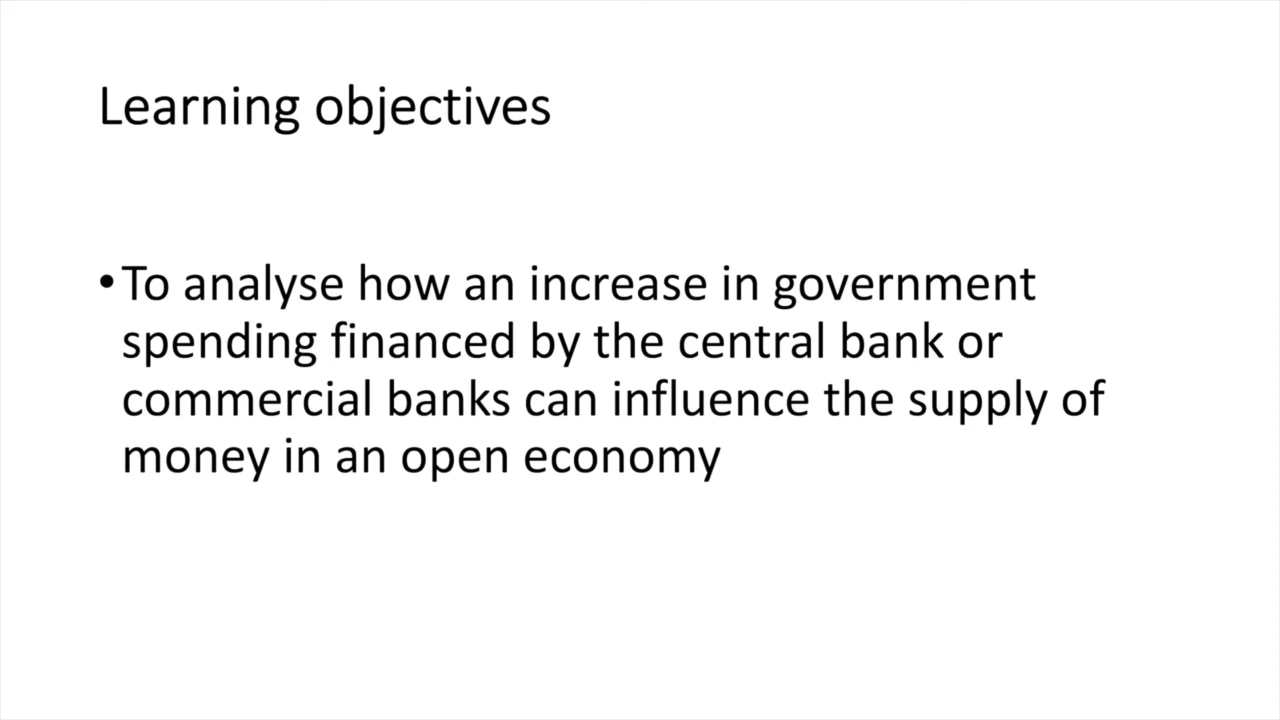 Learning objectives
•To analyse how an increase in government
spending financed by the central bank or
commercial banks can influence the supply of
money in an open economy